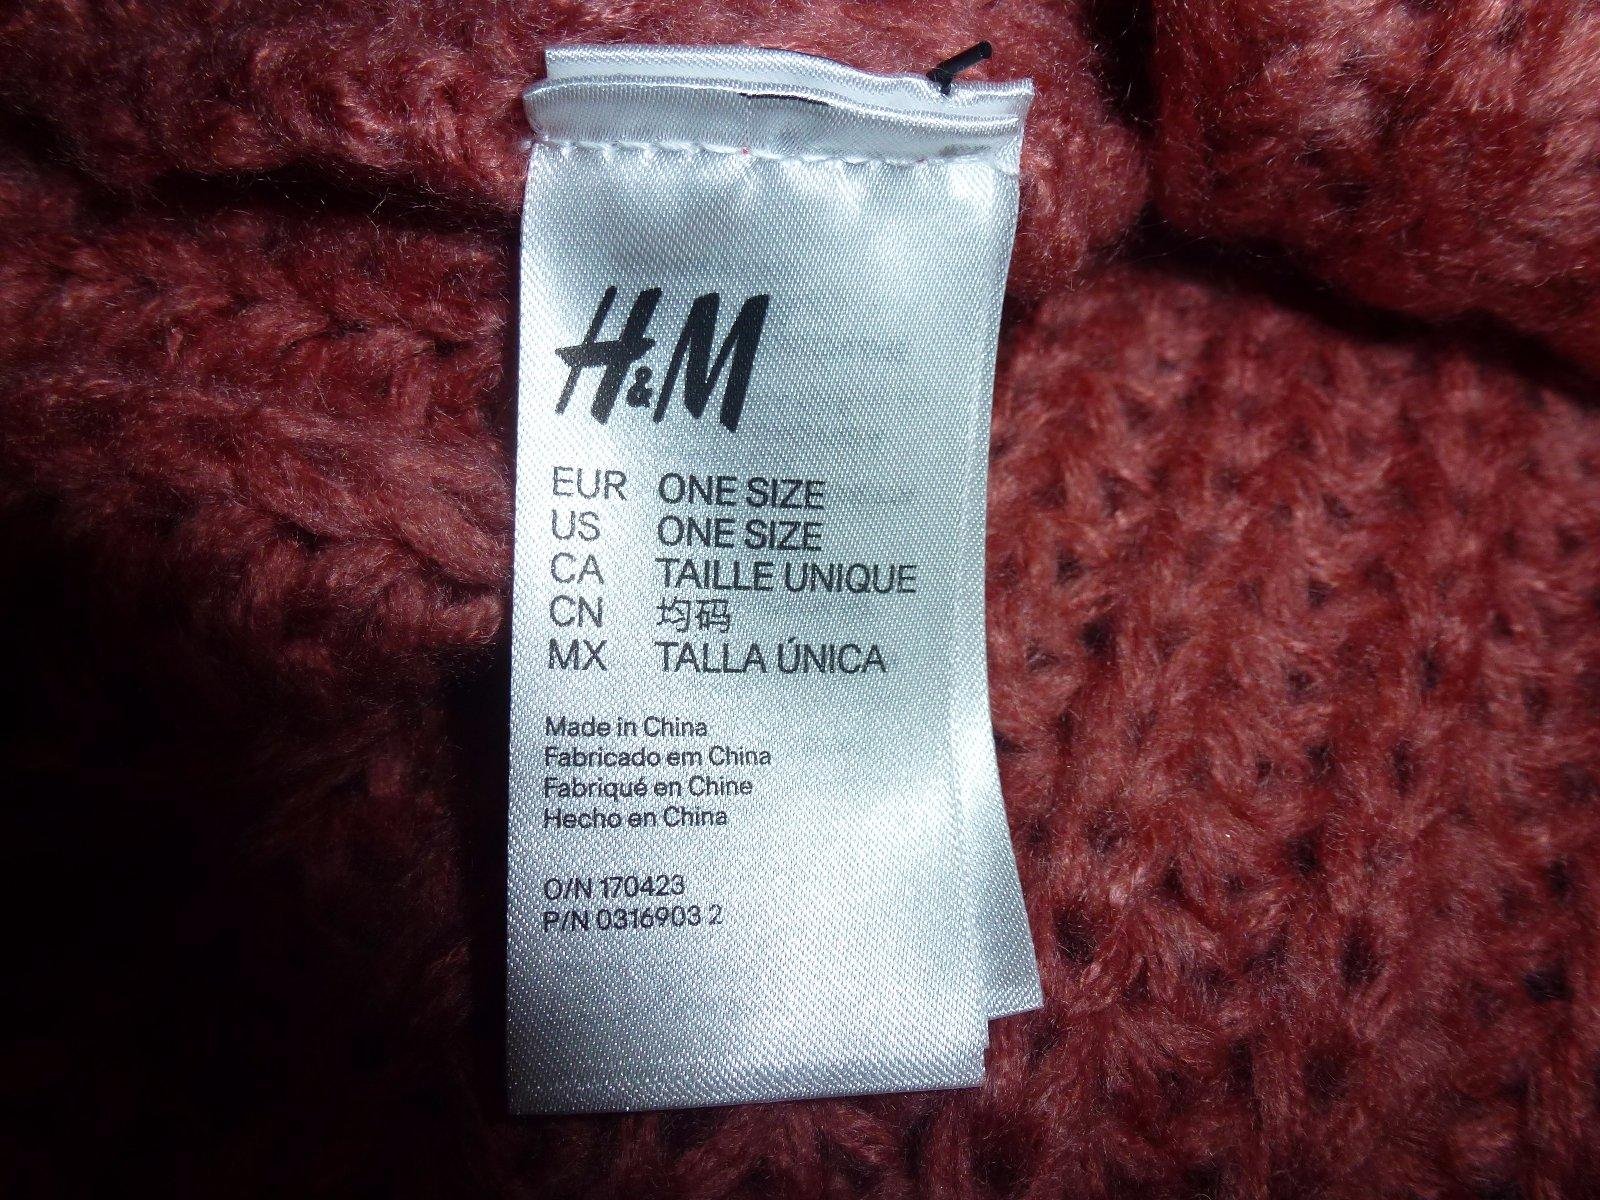 H&M
EUR ONE SIZE
US ONE SIZE
CA TAILLE UNIQUE
CN 均码
MX TALLA ÚNICA
Made in China
Fabricado em China
Fabriqué en Chine
Hecho en China
O/N 170423
P/N 0316903 2